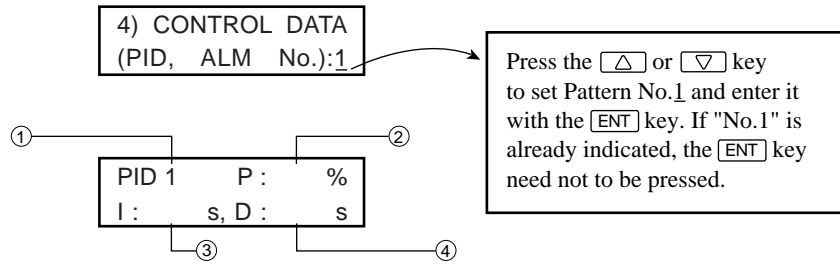 4) CONTROL DATA
(PID, ALM No.):1
Press the △ or ▽ key
to set Pattern No.1 and enter it
with the ENT key. If "No.1" is
already indicated, the ENT key
need not to be pressed.
① ②
PID 1 P : %
I : s, D : s
③ ④